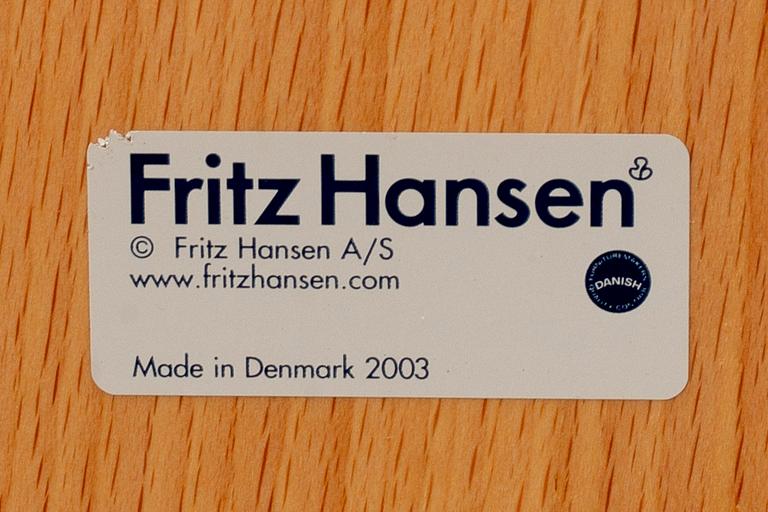 Fritz Hansen
© Fritz Hansen A/S
www.fritzhansen.com
DANISH
Made in Denmark 2003